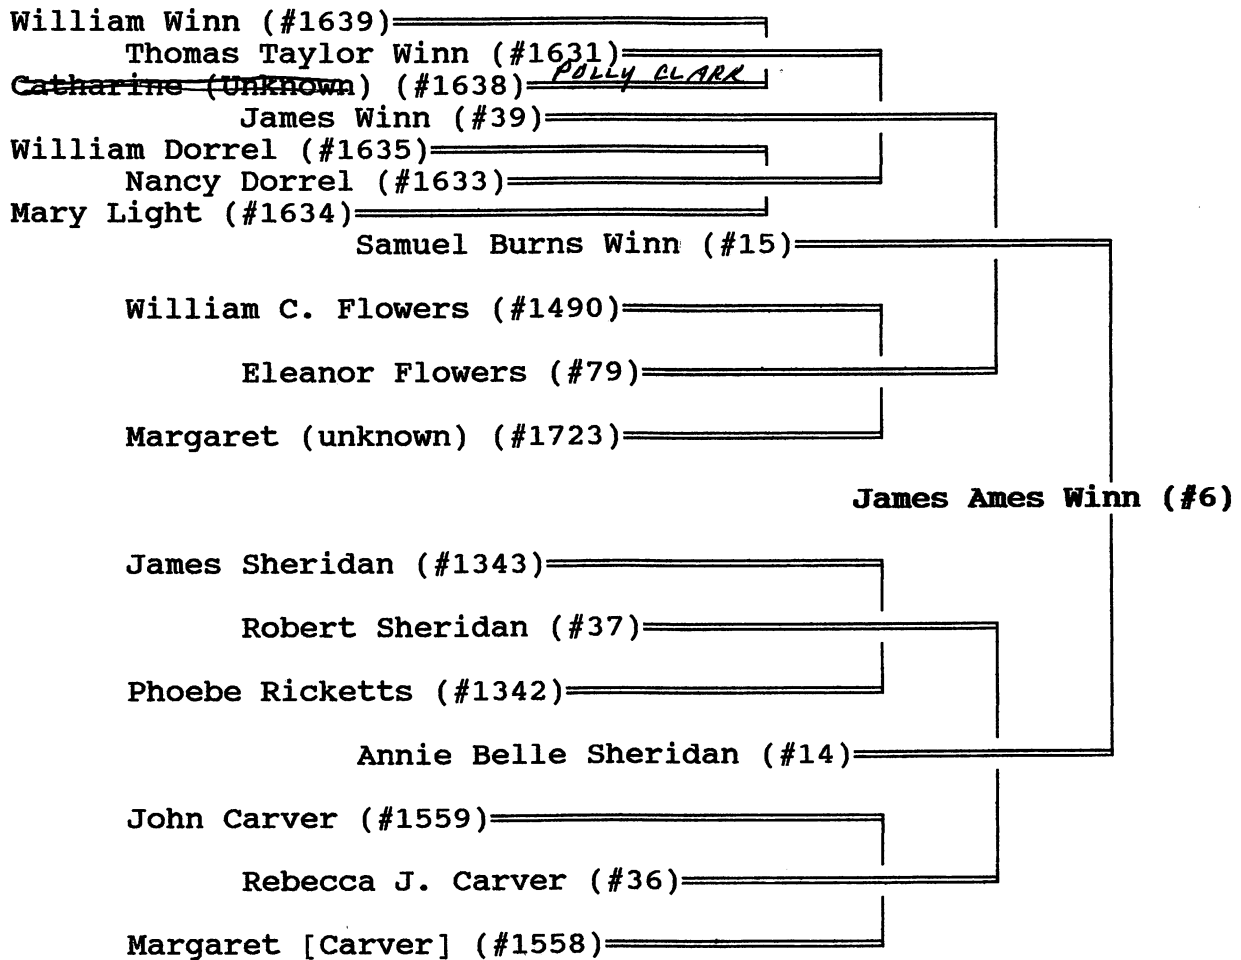 William Winn (#1639)
Thomas Taylor Winn (#1631)
Catharine (Unknown) (#1638) POLLY CLARK
James Winn (#39)
William Dorrel (#1635)
Nancy Dorrel (#1633)
Mary Light (#1634)
Samuel Burns Winn (#15)
William C. Flowers (#1490)
Eleanor Flowers (#79)
Margaret (unknown) (#1723)
James Ames Winn (#6)
James Sheridan (#1343)
Robert Sheridan (#37)
Phoebe Ricketts (#1342)
Annie Belle Sheridan (#14)
John Carver (#1559)
Rebecca J. Carver (#36)
Margaret [Carver] (#1558)